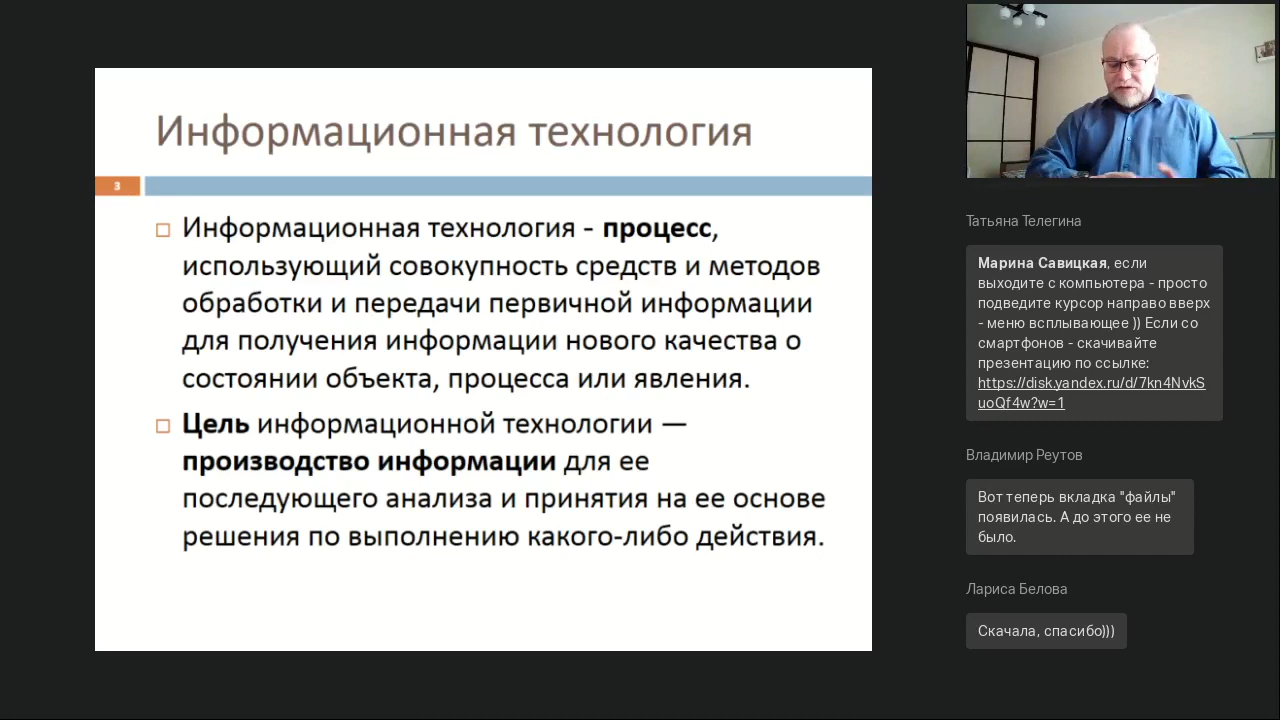 Информационная технология
3
Информационная технология - процесс,
использующий совокупность средств и методов
обработки и передачи первичной информации
для получения информации нового качества о
состоянии объекта, процесса или явления.
Цель информационной технологии —
производство информации для ее
последующего анализа и принятия на ее основе
решения по выполнению какого-либо действия.
Татьяна Телегина
Марина Савицкая, если
выходите с компьютера - просто
подведите курсор направо вверх
- меню всплывающее )) Если со
смартфонов - скачивайте
презентацию по ссылке:
https://disk.yandex.ru/d/7kn4NvkS
uoQf4w?w=1
Владимир Реутов
Вот теперь вкладка "файлы"
появилась. А до этого ее не
было.
Лариса Белова
Скачала, спасибо)))